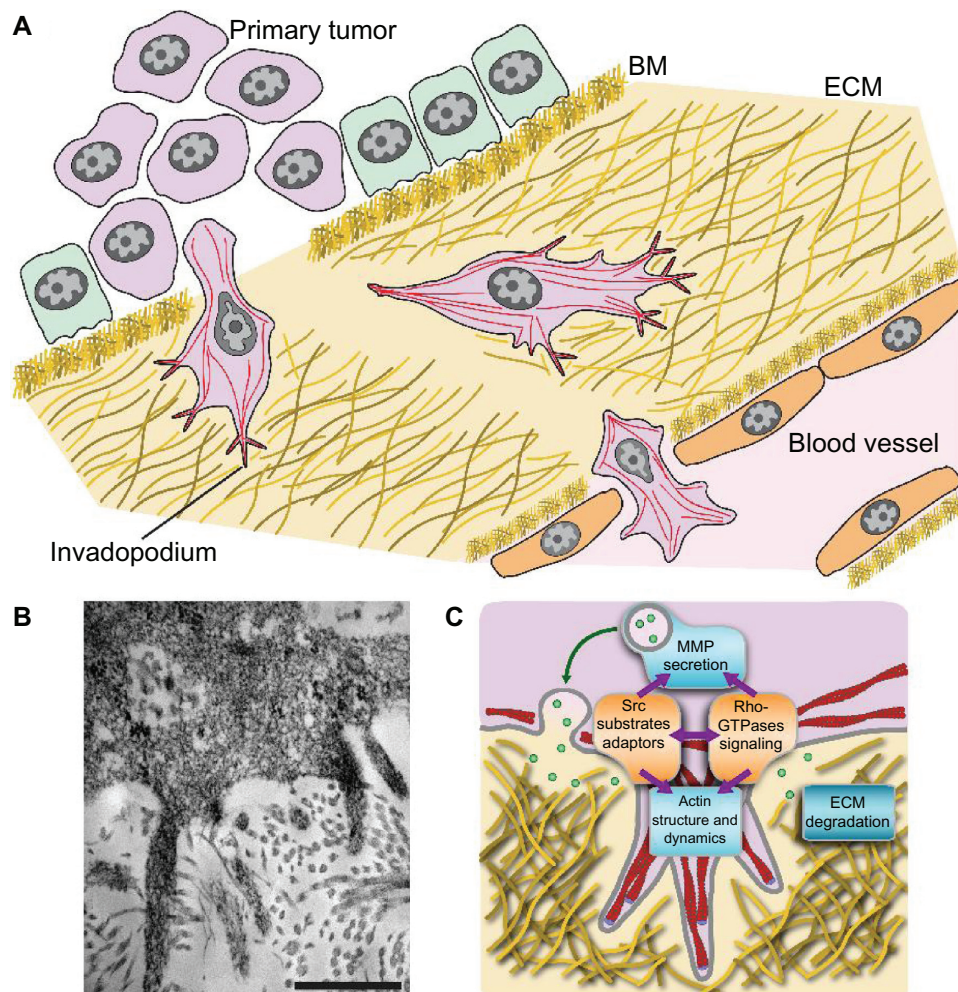 A
Primary tumor
BM
ECM
Blood vessel
Invadopodium
B
C
MMP
secretion
Src
substrates
adaptors
Rho-
GTPases
signaling
Actin
structure and
dynamics
ECM
degradation